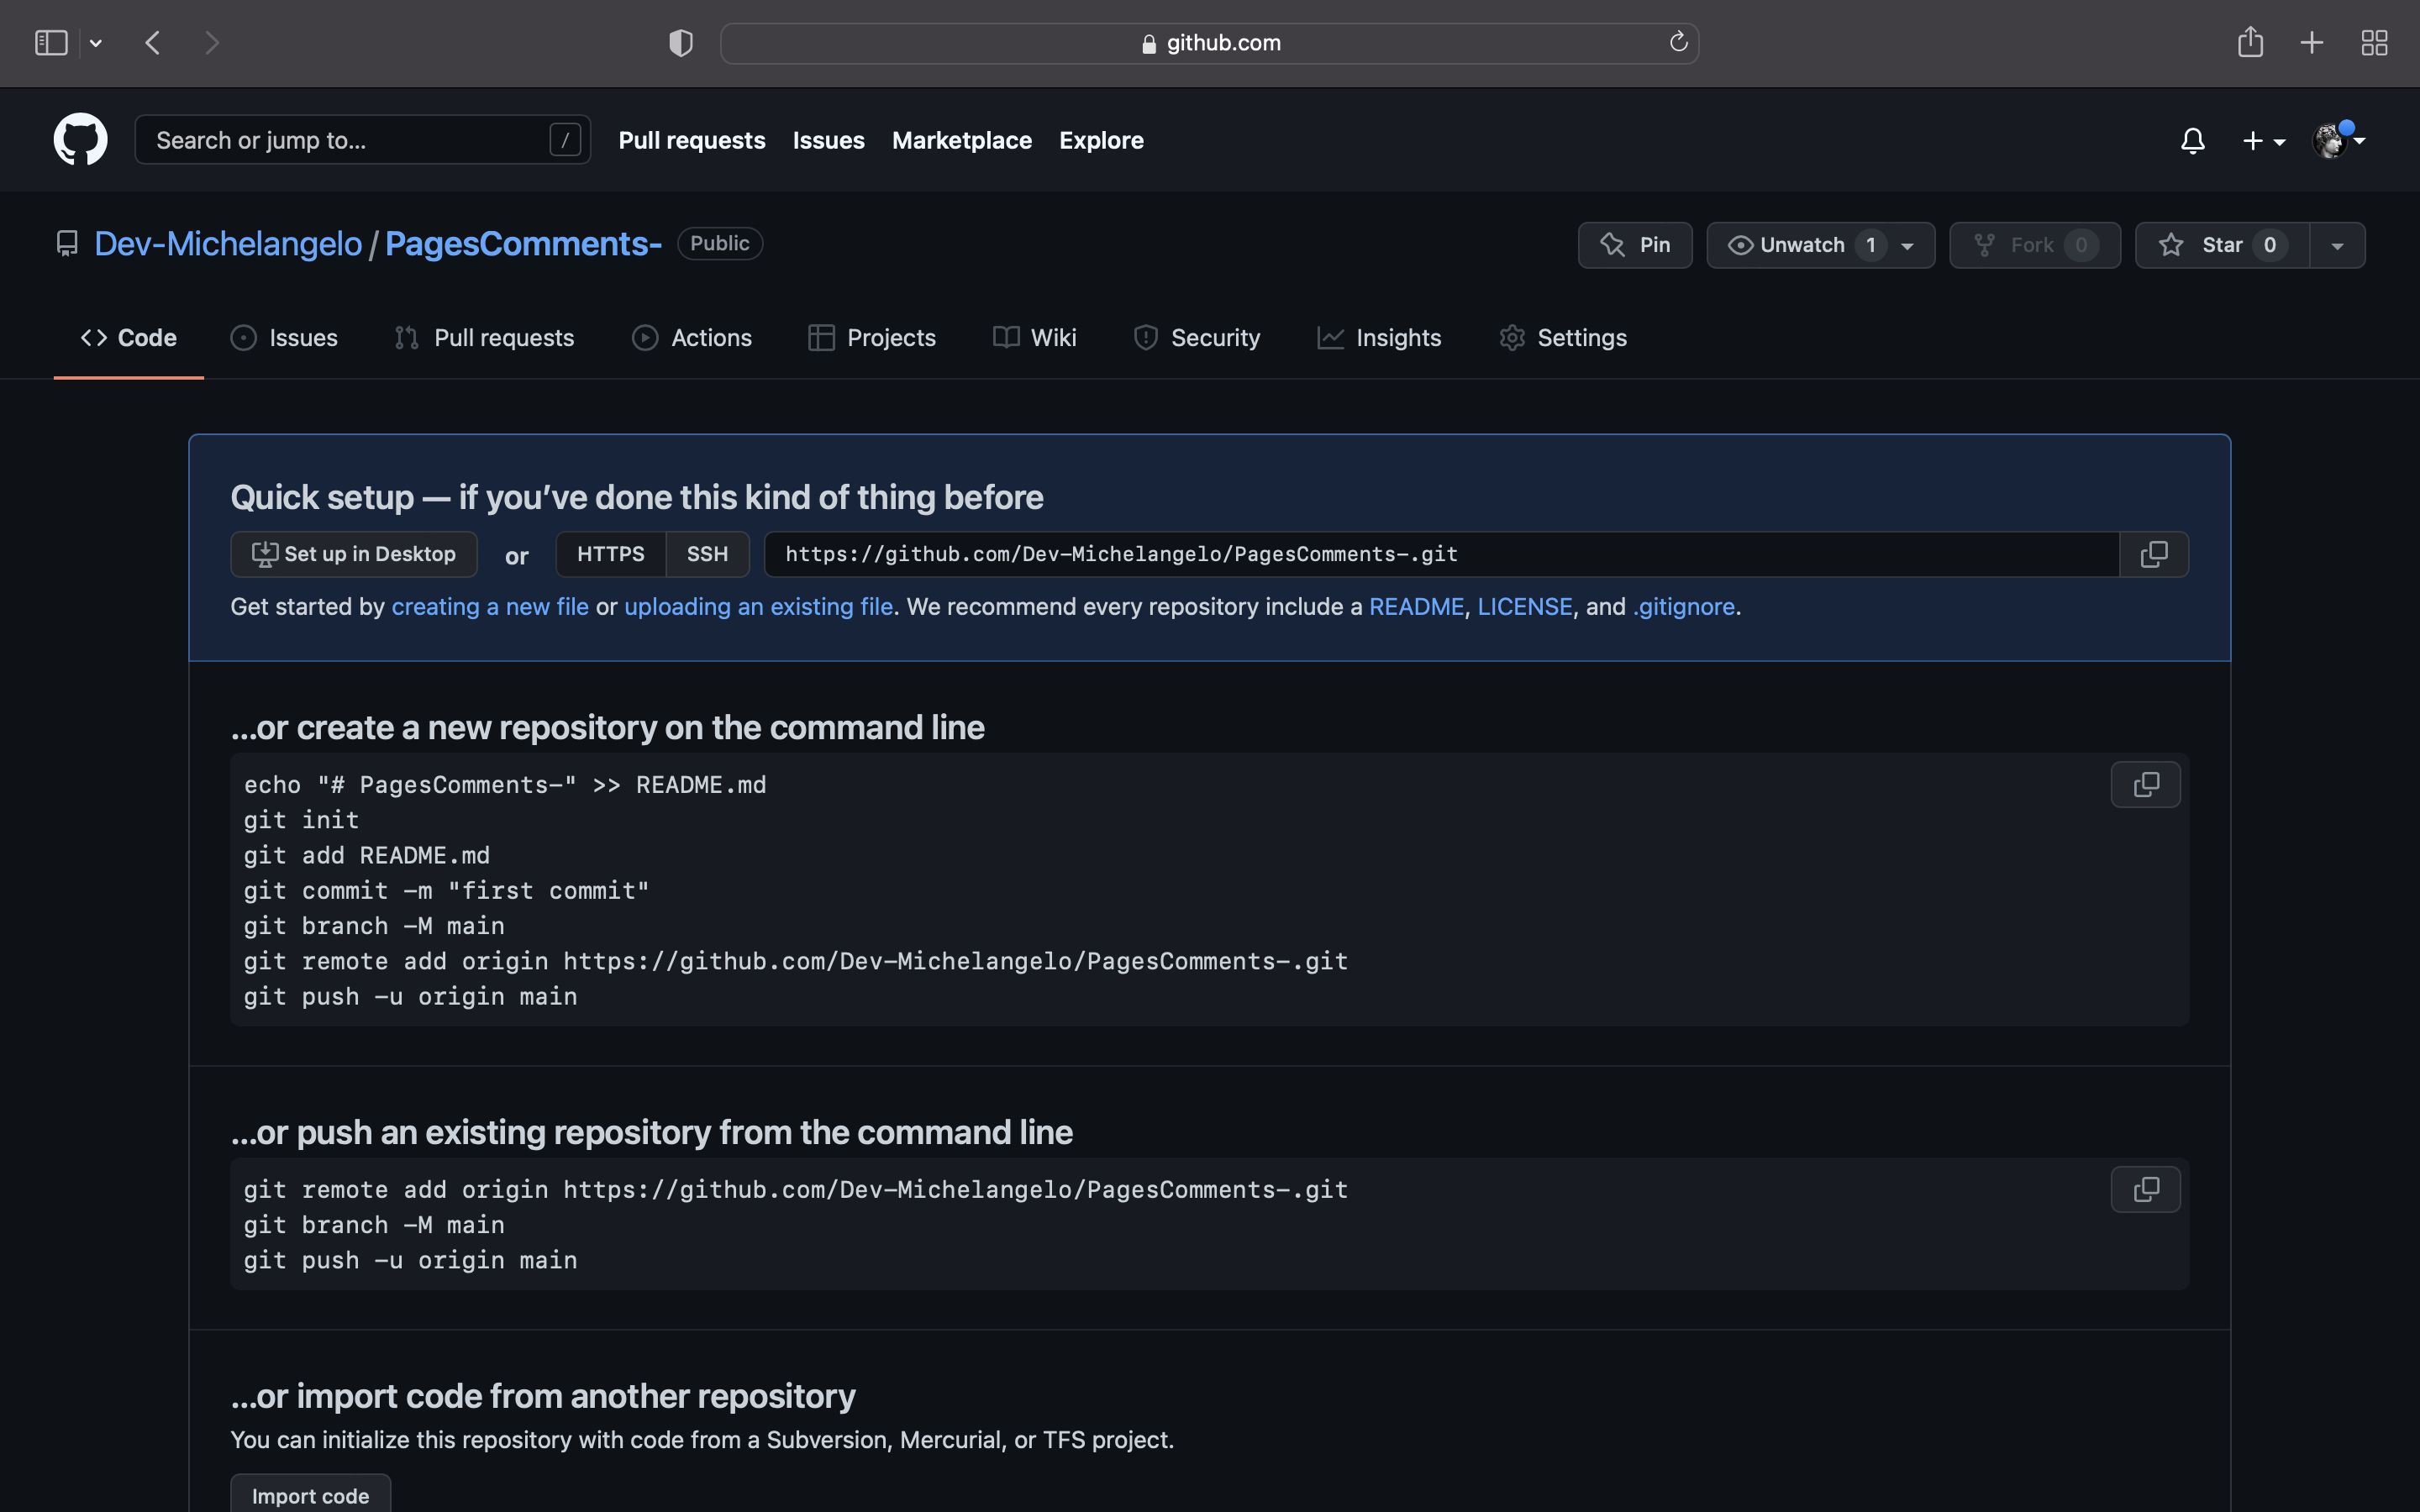 github.com
Search or jump to... /
Pull requests Issues Marketplace Explore
Dev-Michelangelo / PagesComments- Public
Pin Unwatch 1 Fork 0 Star 0
Code Issues Pull requests Actions Projects Wiki Security Insights Settings
Quick setup — if you’ve done this kind of thing before
Set up in Desktop or HTTPS SSH https://github.com/Dev-Michelangelo/PagesComments-.git
Get started by creating a new file or uploading an existing file. We recommend every repository include a README, LICENSE, and .gitignore.
…or create a new repository on the command line
echo "# PagesComments-" >> README.md
git init
git add README.md
git commit -m "first commit"
git branch -M main
git remote add origin https://github.com/Dev-Michelangelo/PagesComments-.git
git push -u origin main
…or push an existing repository from the command line
git remote add origin https://github.com/Dev-Michelangelo/PagesComments-.git
git branch -M main
git push -u origin main
…or import code from another repository
You can initialize this repository with code from a Subversion, Mercurial, or TFS project.
Import code